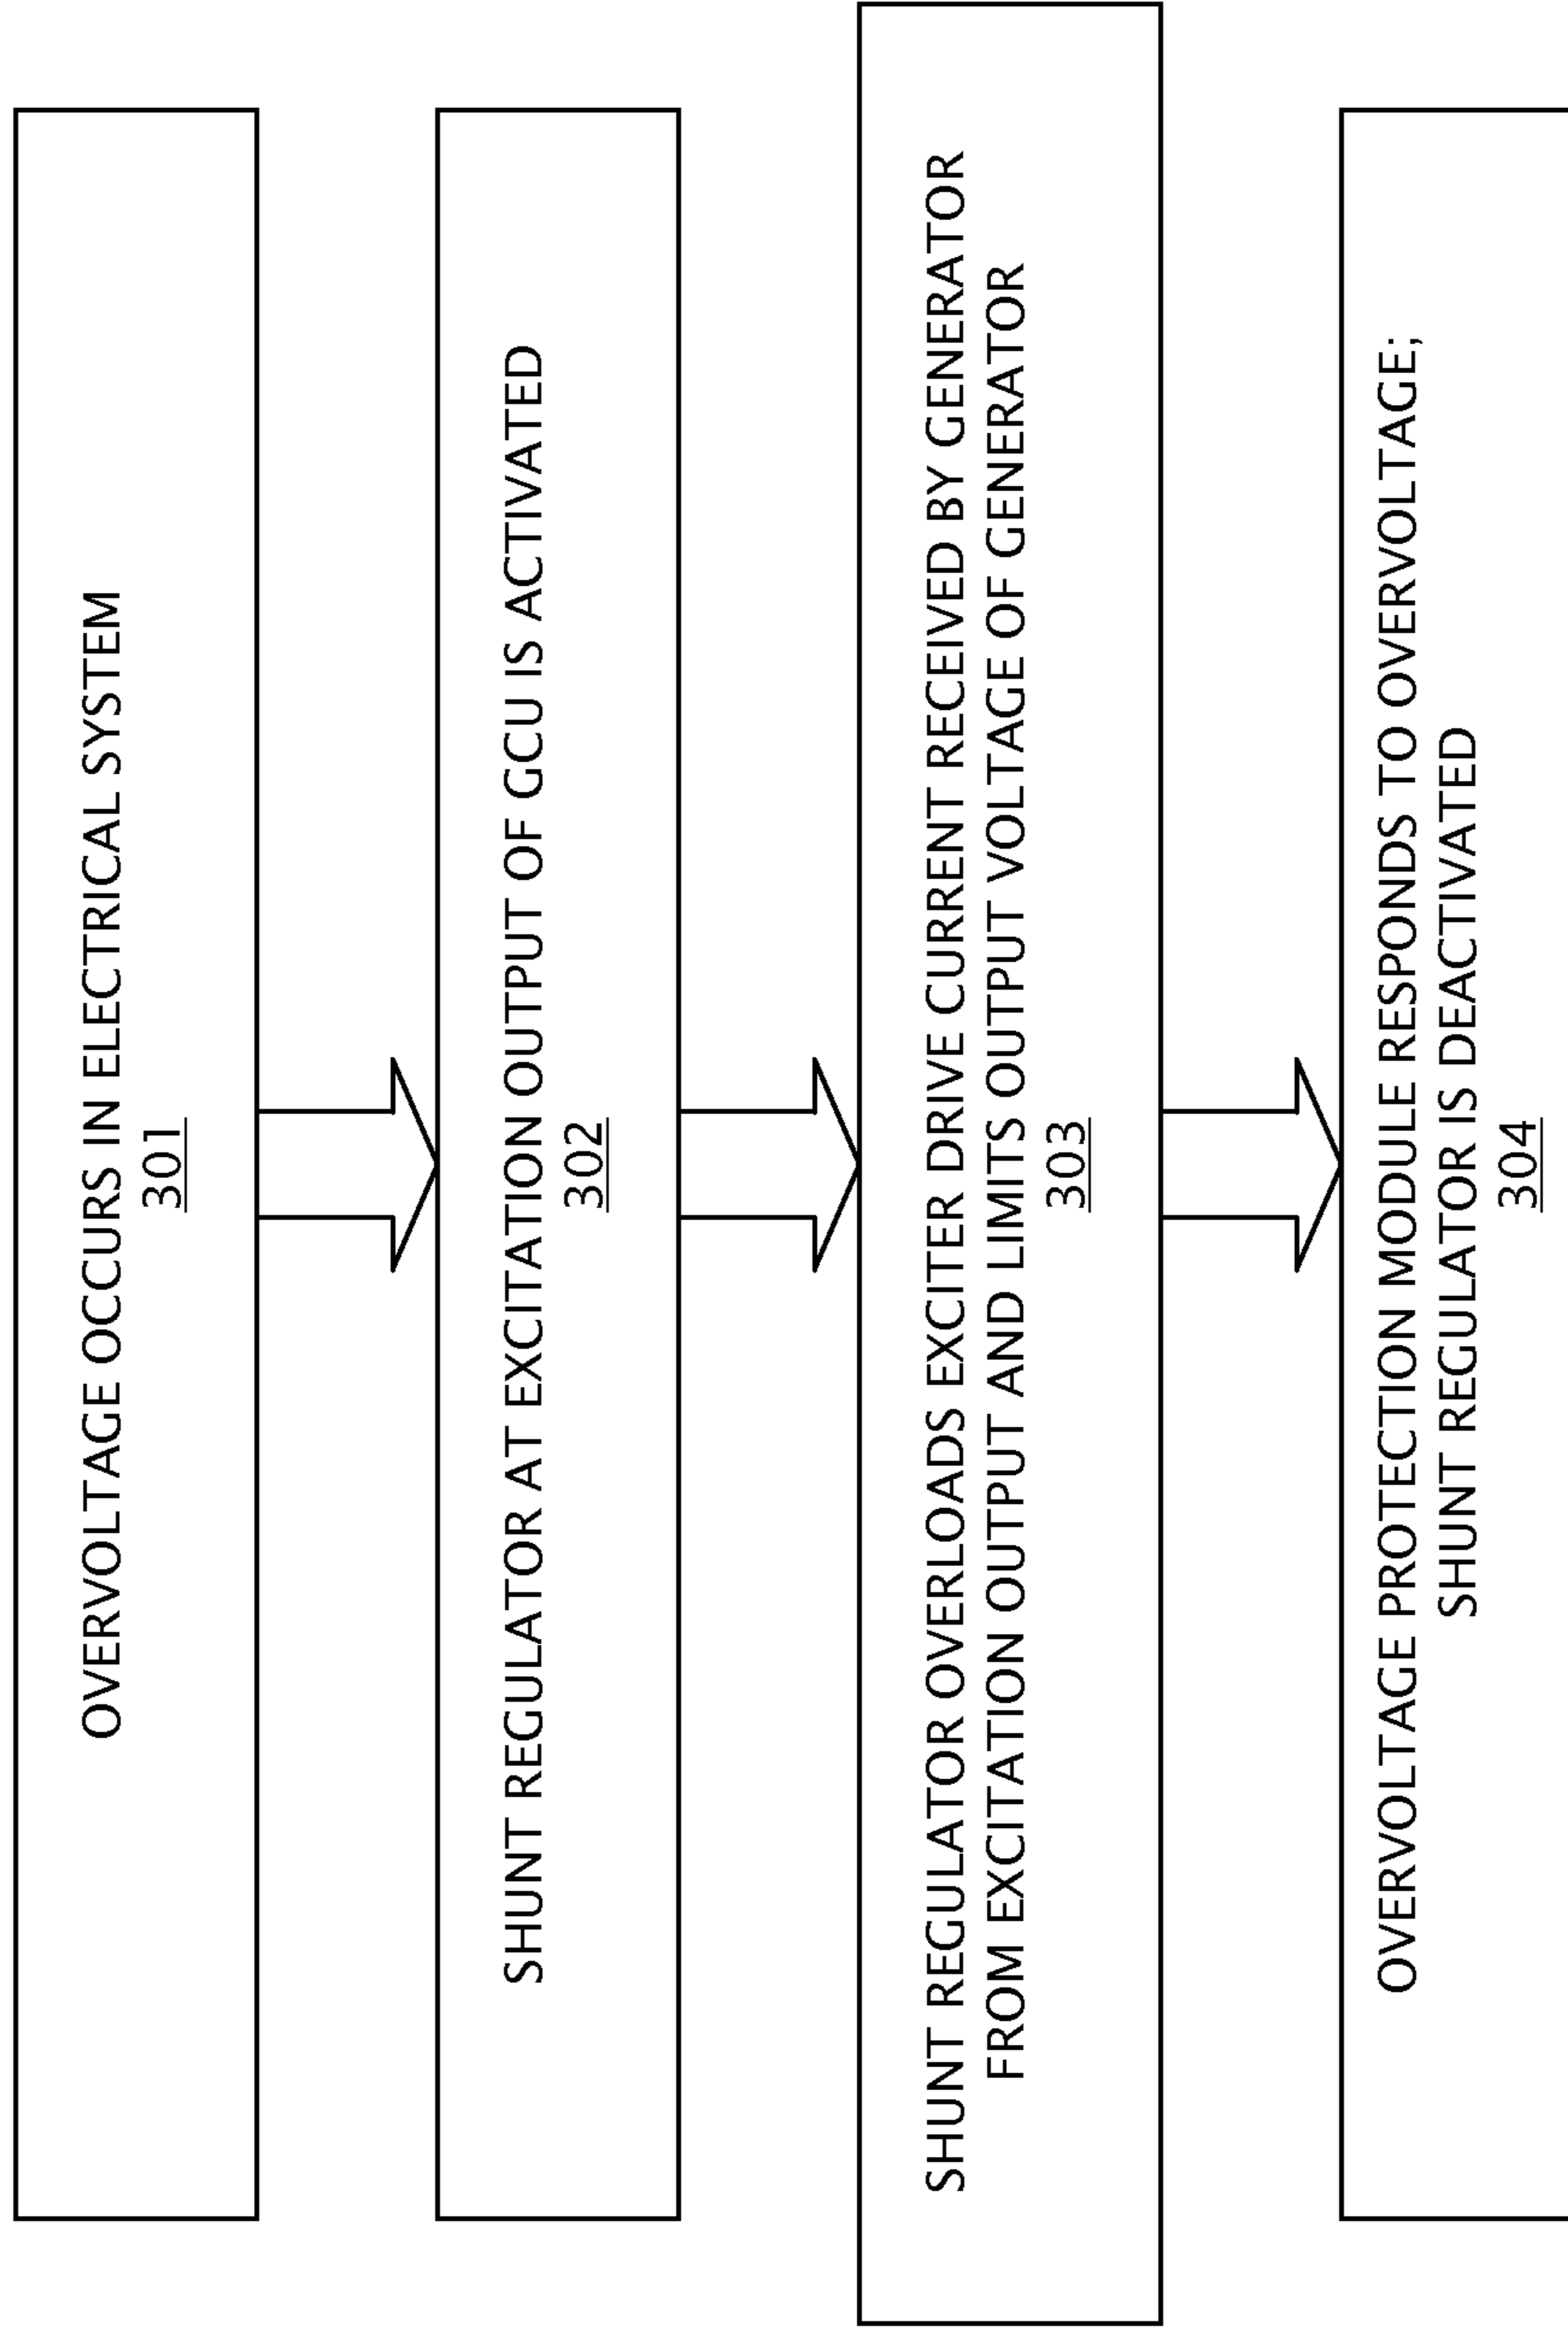 OVERVOLTAGE OCCURS IN ELECTRICAL SYSTEM
301
SHUNT REGULATOR AT EXCITATION OUTPUT OF GCU IS ACTIVATED
302
SHUNT REGULATOR OVERLOADS EXCITER DRIVE CURRENT RECEIVED BY GENERATOR
FROM EXCITATION OUTPUT AND LIMITS OUTPUT VOLTAGE OF GENERATOR
303
OVERVOLTAGE PROTECTION MODULE RESPONDS TO OVERVOLTAGE;
SHUNT REGULATOR IS DEACTIVATED
304